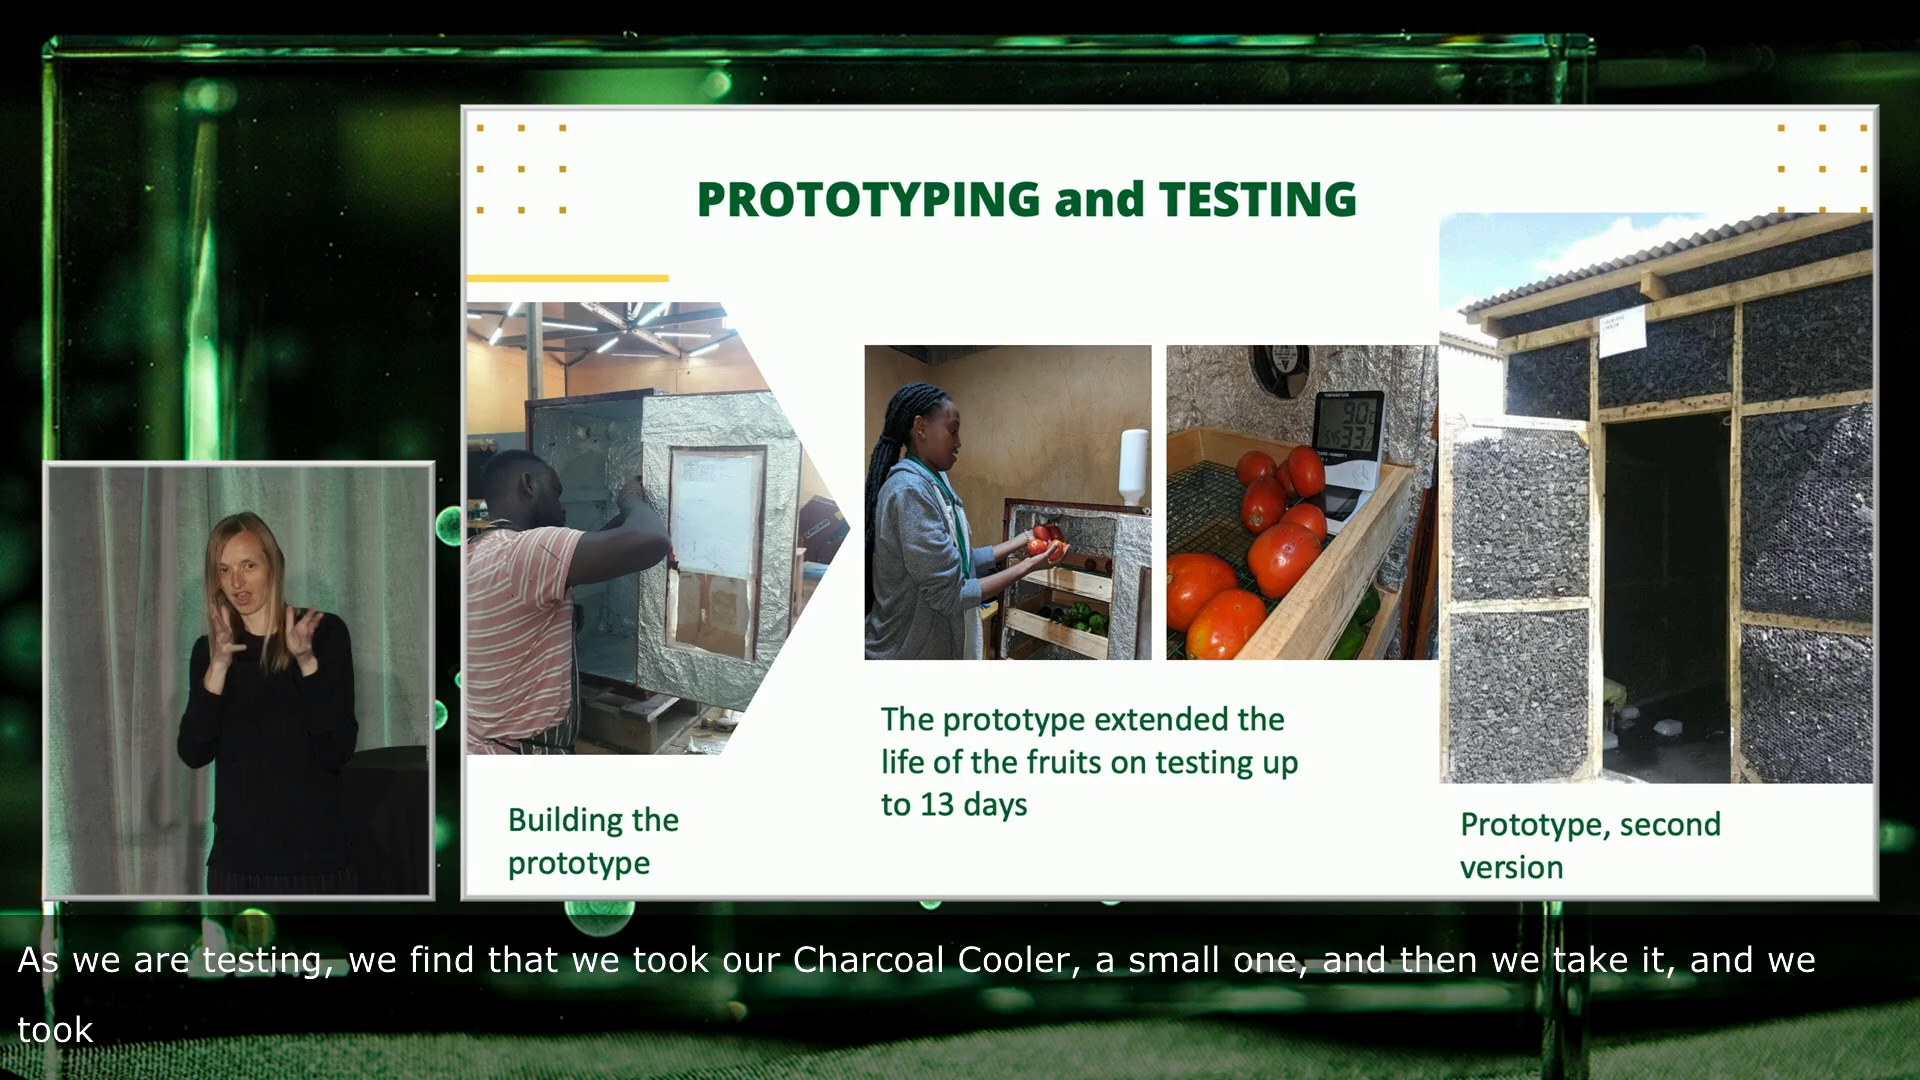 PROTOTYPING and TESTING
The prototype extended the
life of the fruits on testing up
to 13 days
Building the
prototype
Prototype, second
version
As we are testing, we find that we took our Charcoal Cooler, a small one, and then we take it, and we
took